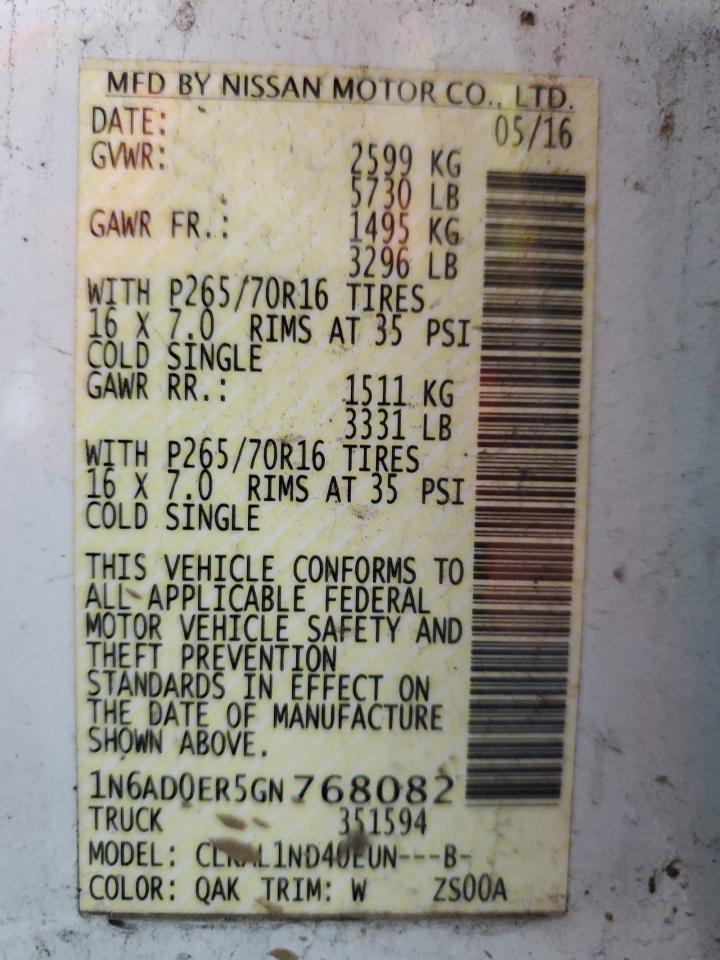 MFD BY NISSAN MOTOR CO., LTD.
DATE: 05/16
GVWR: 2599 KG
5730 LB
GAWR FR.: 1495 KG
3296 LB
WITH P265/70R16 TIRES
16 X 7.0 RIMS AT 35 PSI
COLD SINGLE
GAWR RR.: 1511 KG
3331 LB
WITH P265/70R16 TIRES
16 X 7.0 RIMS AT 35 PSI
COLD SINGLE
THIS VEHICLE CONFORMS TO
ALL APPLICABLE FEDERAL
MOTOR VEHICLE SAFETY AND
THEFT PREVENTION
STANDARDS IN EFFECT ON
THE DATE OF MANUFACTURE
SHOWN ABOVE.
1N6AD0ER5GN 768082
TRUCK 351594
MODEL:
COLOR: QAK TRIM: W ZS00A